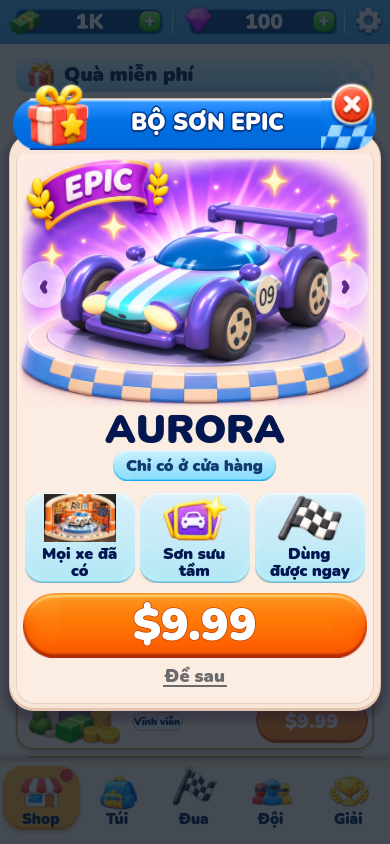 1K
100
Quà miễn phí
BỘ SƠN EPIC
EPIC
09
AURORA
Chỉ có ở cửa hàng
Mọi xe đã
có
Sơn sưu
tầm
Dùng
được ngay
$9.99
Để sau
Vĩnh viễn
$9.99
Shop
Túi
Đua
Đội
Giải